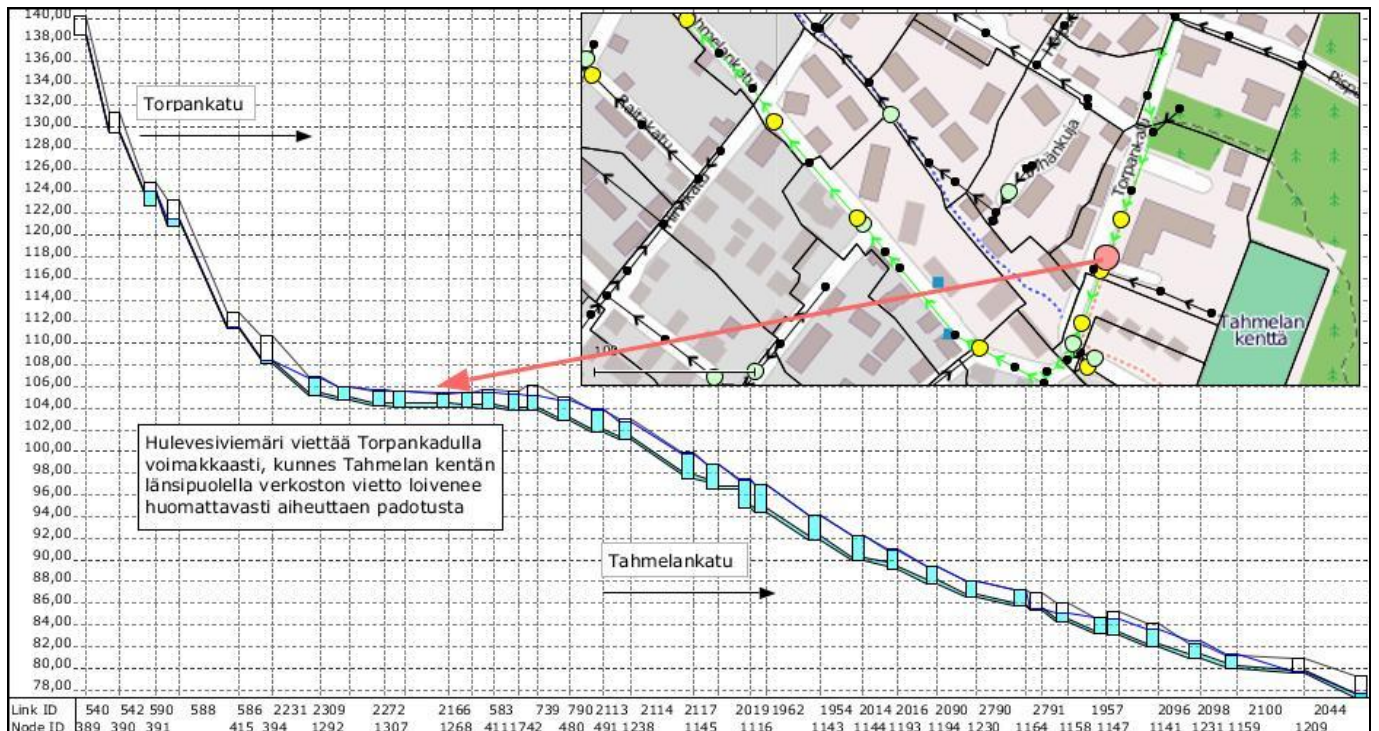 140,00
138,00
136,00
134,00
132,00
130,00
128,00
126,00
124,00
122,00
120,00
118,00
116,00
114,00
112,00
110,00
108,00
106,00
104,00
102,00
100,00
98,00
96,00
94,00
92,00
90,00
88,00
86,00
84,00
82,00
80,00
78,00
Torpankatu
Raitakatu
Torpankatu
Tahmelan
kenttä
Hulevesiviemäri viettää Torpankadulla
voimakkaasti, kunnes Tahmelan kentän
länsipuolella verkoston vietto loivenee
huomattavasti aiheuttaen padotusta
Tahmelankatu
Link ID 540 542 590 588 586 2231 2309 2272 2166 583 739 790 2113 2114 2117 2019 1962 1954 2014 2016 2090 2790 2791 1957 2096 2098 2100 2044
Node ID 389 390 391 415 394 1292 1307 1268 411 1742 480 491 1238 1145 1116 1143 1144 1193 1194 1230 1164 1158 1147 1141 1231 1159 1209